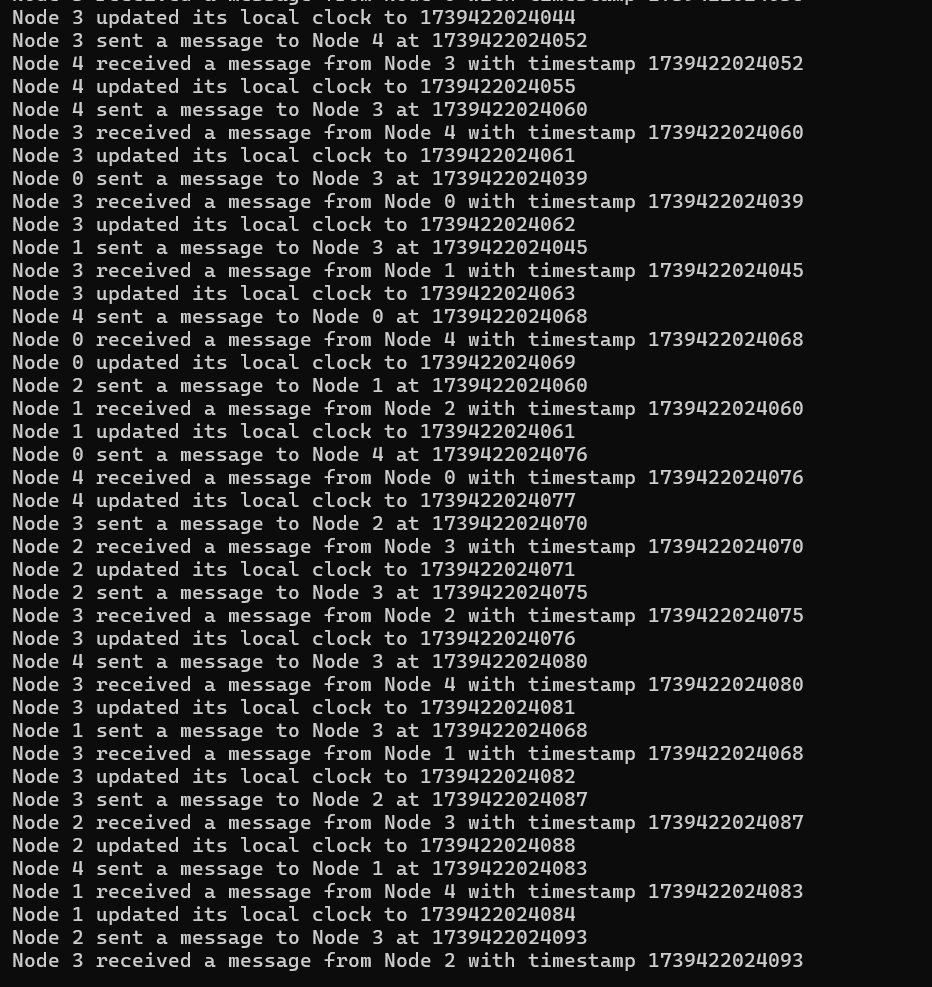 Node 3 updated its local clock to 1739422024044
Node 3 sent a message to Node 4 at 1739422024052
Node 4 received a message from Node 3 with timestamp 1739422024052
Node 4 updated its local clock to 1739422024055
Node 4 sent a message to Node 3 at 1739422024060
Node 3 received a message from Node 4 with timestamp 1739422024060
Node 3 updated its local clock to 1739422024061
Node 0 sent a message to Node 3 at 1739422024039
Node 3 received a message from Node 0 with timestamp 1739422024039
Node 3 updated its local clock to 1739422024062
Node 1 sent a message to Node 3 at 1739422024045
Node 3 received a message from Node 1 with timestamp 1739422024045
Node 3 updated its local clock to 1739422024063
Node 4 sent a message to Node 0 at 1739422024068
Node 0 received a message from Node 4 with timestamp 1739422024068
Node 0 updated its local clock to 1739422024069
Node 2 sent a message to Node 1 at 1739422024060
Node 1 received a message from Node 2 with timestamp 1739422024060
Node 1 updated its local clock to 1739422024061
Node 0 sent a message to Node 4 at 1739422024076
Node 4 received a message from Node 0 with timestamp 1739422024076
Node 4 updated its local clock to 1739422024077
Node 3 sent a message to Node 2 at 1739422024070
Node 2 received a message from Node 3 with timestamp 1739422024070
Node 2 updated its local clock to 1739422024071
Node 2 sent a message to Node 3 at 1739422024075
Node 3 received a message from Node 2 with timestamp 1739422024075
Node 3 updated its local clock to 1739422024076
Node 4 sent a message to Node 3 at 1739422024080
Node 3 received a message from Node 4 with timestamp 1739422024080
Node 3 updated its local clock to 1739422024081
Node 1 sent a message to Node 3 at 1739422024068
Node 3 received a message from Node 1 with timestamp 1739422024068
Node 3 updated its local clock to 1739422024082
Node 3 sent a message to Node 2 at 1739422024087
Node 2 received a message from Node 3 with timestamp 1739422024087
Node 2 updated its local clock to 1739422024088
Node 4 sent a message to Node 1 at 1739422024083
Node 1 received a message from Node 4 with timestamp 1739422024083
Node 1 updated its local clock to 1739422024084
Node 2 sent a message to Node 3 at 1739422024093
Node 3 received a message from Node 2 with timestamp 1739422024093